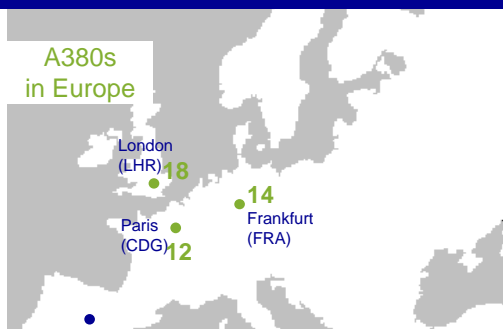 A380s
in Europe
London
(LHR)
18
14
Frankfurt
(FRA)
Paris
(CDG)
12